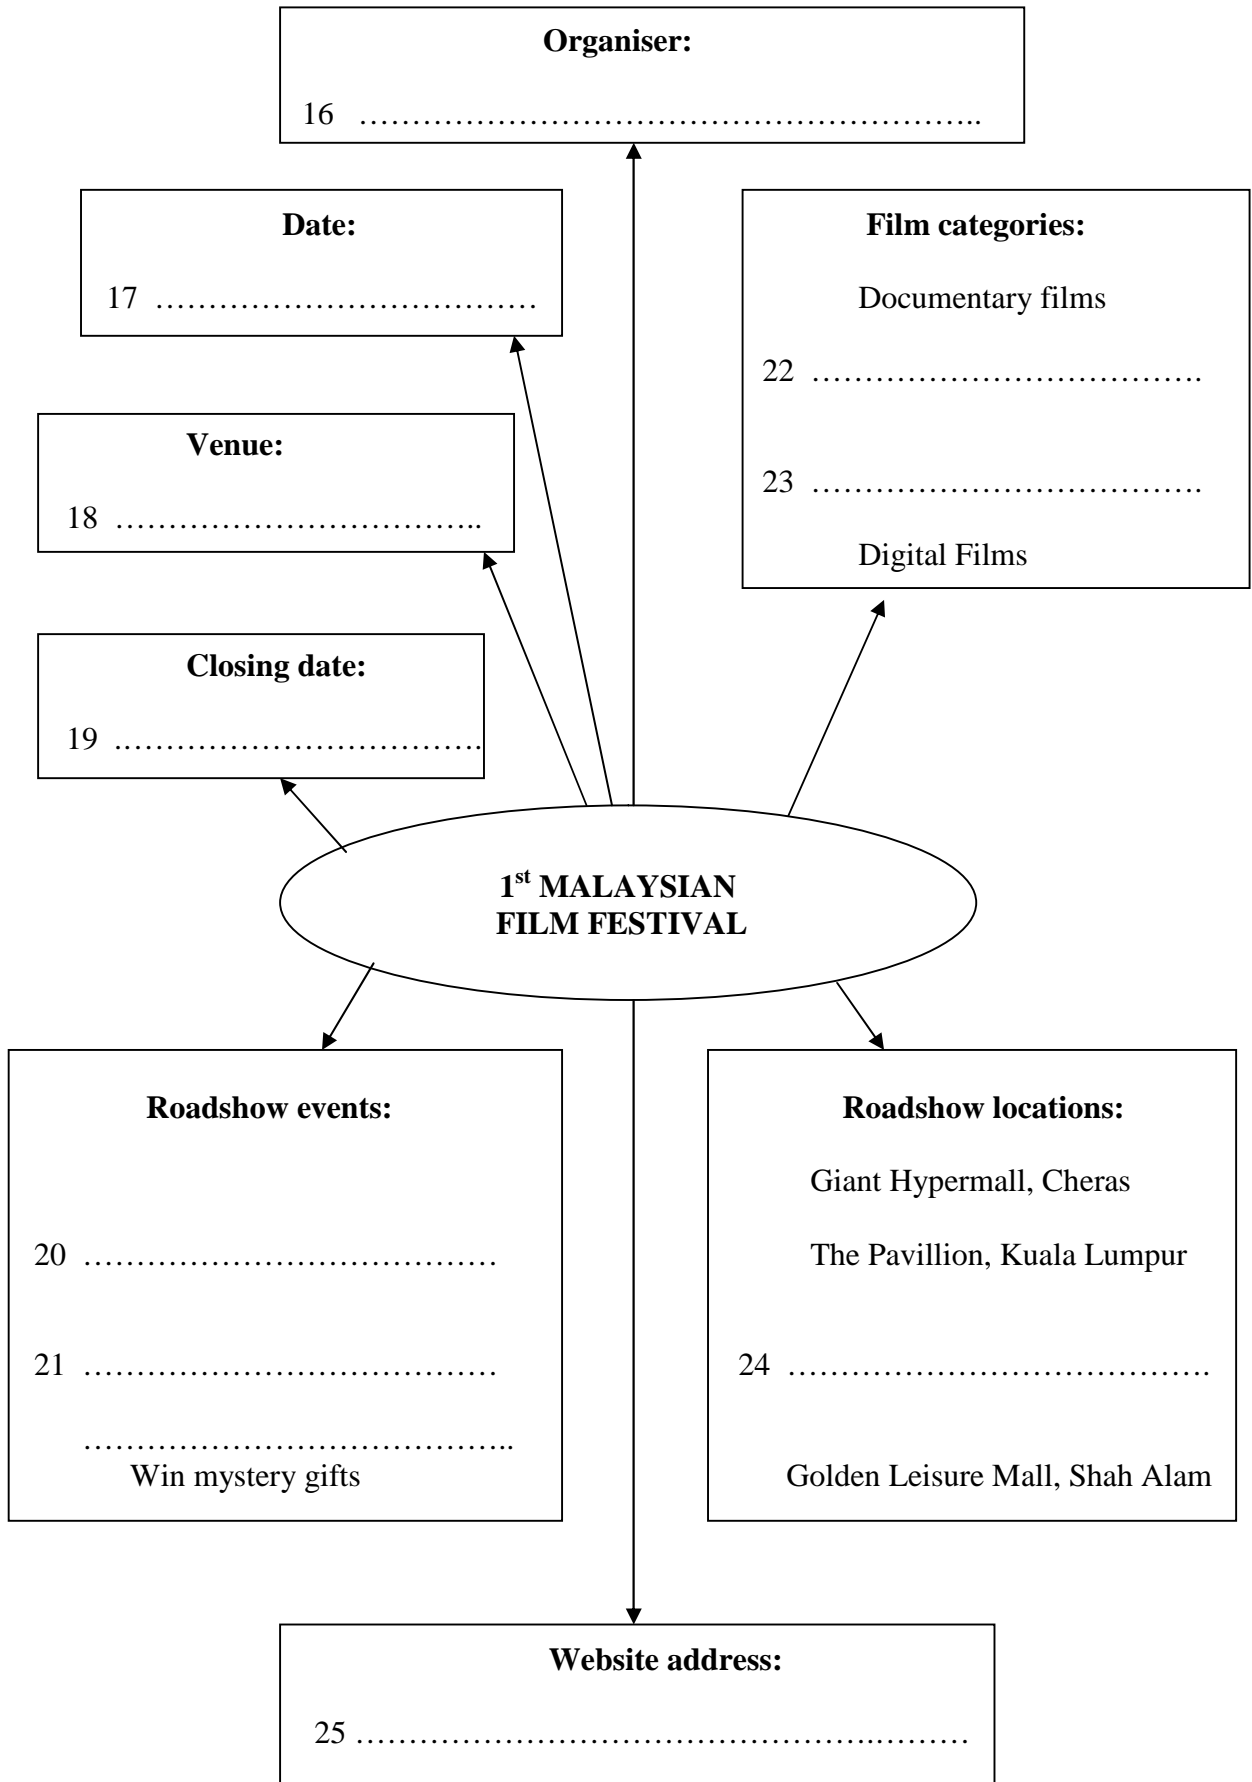 Organiser:
16 ……………………………………………………..
Date:
17 ………………………………
Film categories:
Documentary films
22 ……………………………….
23 ……………………………….
Digital Films
Venue:
18 ……………………………..
Closing date:
19 ……………………………….
1st MALAYSIAN
FILM FESTIVAL
Roadshow events:
20 …………………………………
21 …………………………………
…………………………………..
Win mystery gifts
Roadshow locations:
Giant Hypermall, Cheras
The Pavillion, Kuala Lumpur
24 ………………………………….
Golden Leisure Mall, Shah Alam
Website address:
25 …………………………………………..………